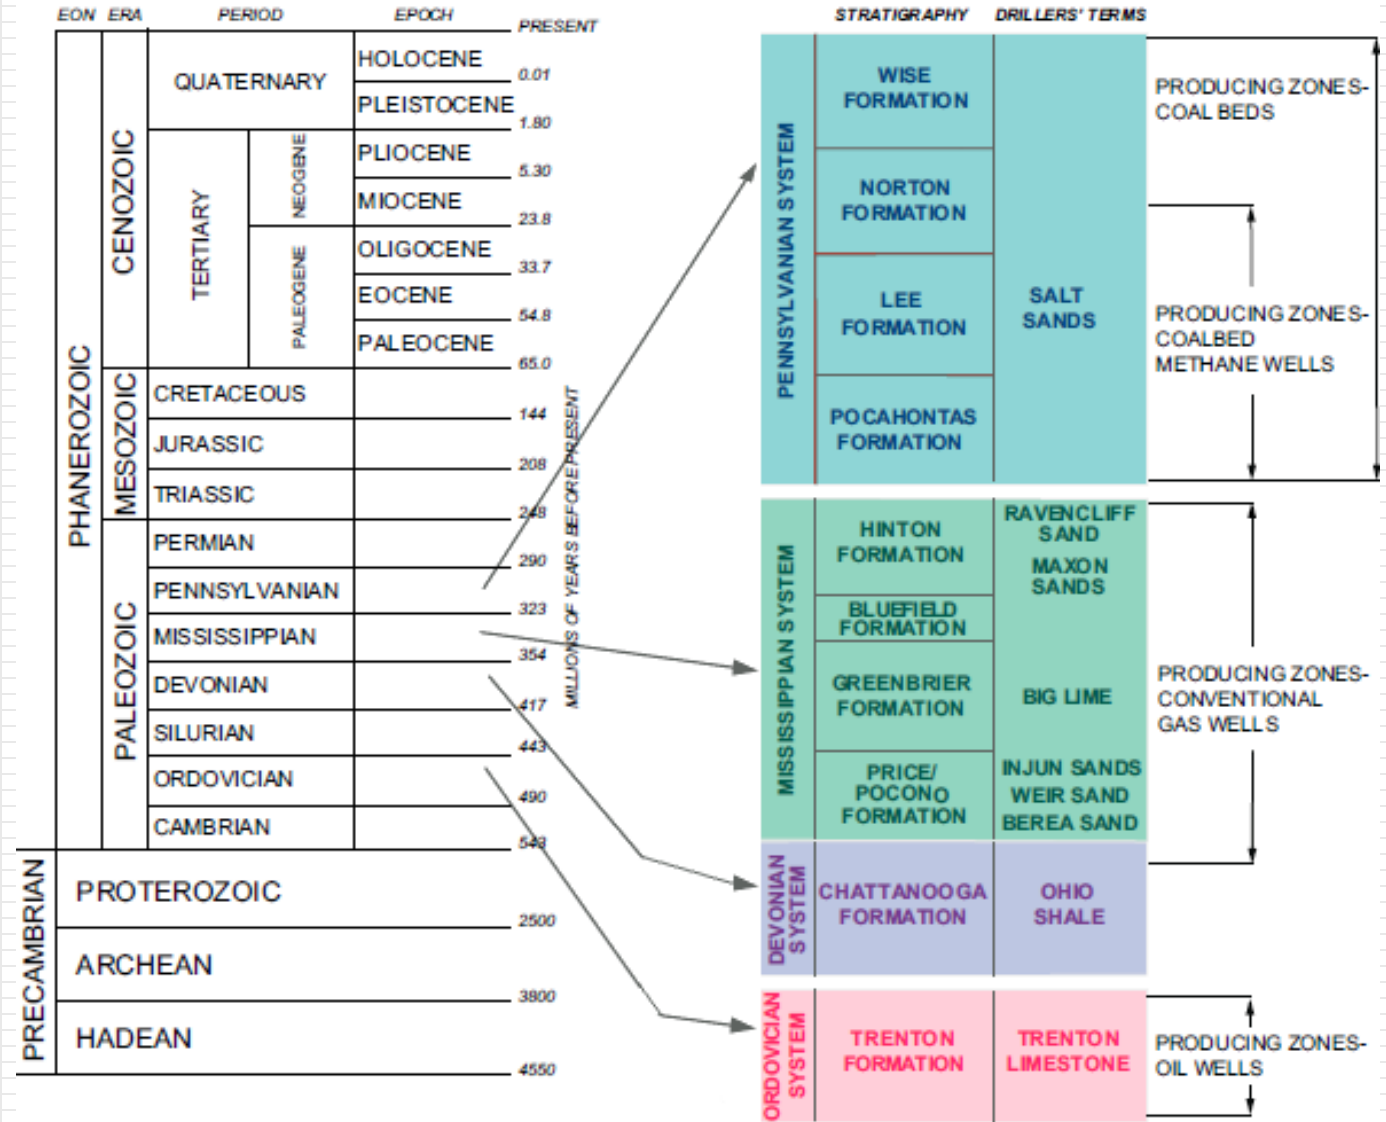 EON ERA PERIOD EPOCH
PRESENT
PHANEROZOIC
CENOZOIC
QUATERNARY
HOLOCENE
0.01
PLEISTOCENE
1.80
TERTIARY
NEOGENE
PLIOCENE
5.30
MIOCENE
23.8
PALEOGENE
OLIGOCENE
33.7
EOCENE
54.8
PALEOCENE
65.0
MESOZOIC
CRETACEOUS
144
JURASSIC
208
TRIASSIC
248
PALEOZOIC
PERMIAN
290
PENNSYLVANIAN
323
MISSISSIPPIAN
354
DEVONIAN
417
SILURIAN
443
ORDOVICIAN
490
CAMBRIAN
543
PRECAMBRIAN
PROTEROZOIC
2500
ARCHEAN
3800
HADEAN
4550
MILLIONS OF YEARS BEFORE PRESENT
STRATIGRAPHY DRILLERS' TERMS
PENNSYLVANIAN SYSTEM
WISE
FORMATION
NORTON
FORMATION
LEE
FORMATION
POCAHONTAS
FORMATION
SALT
SANDS
PRODUCING ZONES-
COAL BEDS
PRODUCING ZONES-
COALBED
METHANE WELLS
MISSISSIPPIAN SYSTEM
HINTON
FORMATION
BLUEFIELD
FORMATION
GREENBRIER
FORMATION
PRICE/
POCONO
FORMATION
RAVENCLIFF
SAND
MAXON
SANDS
BIG LIME
INJUN SANDS
WEIR SAND
BEREA SAND
PRODUCING ZONES-
CONVENTIONAL
GAS WELLS
DEVONIAN
SYSTEM
CHATTANOOGA
FORMATION
OHIO
SHALE
ORDOVICIAN
SYSTEM
TRENTON
FORMATION
TRENTON
LIMESTONE
PRODUCING ZONES-
OIL WELLS